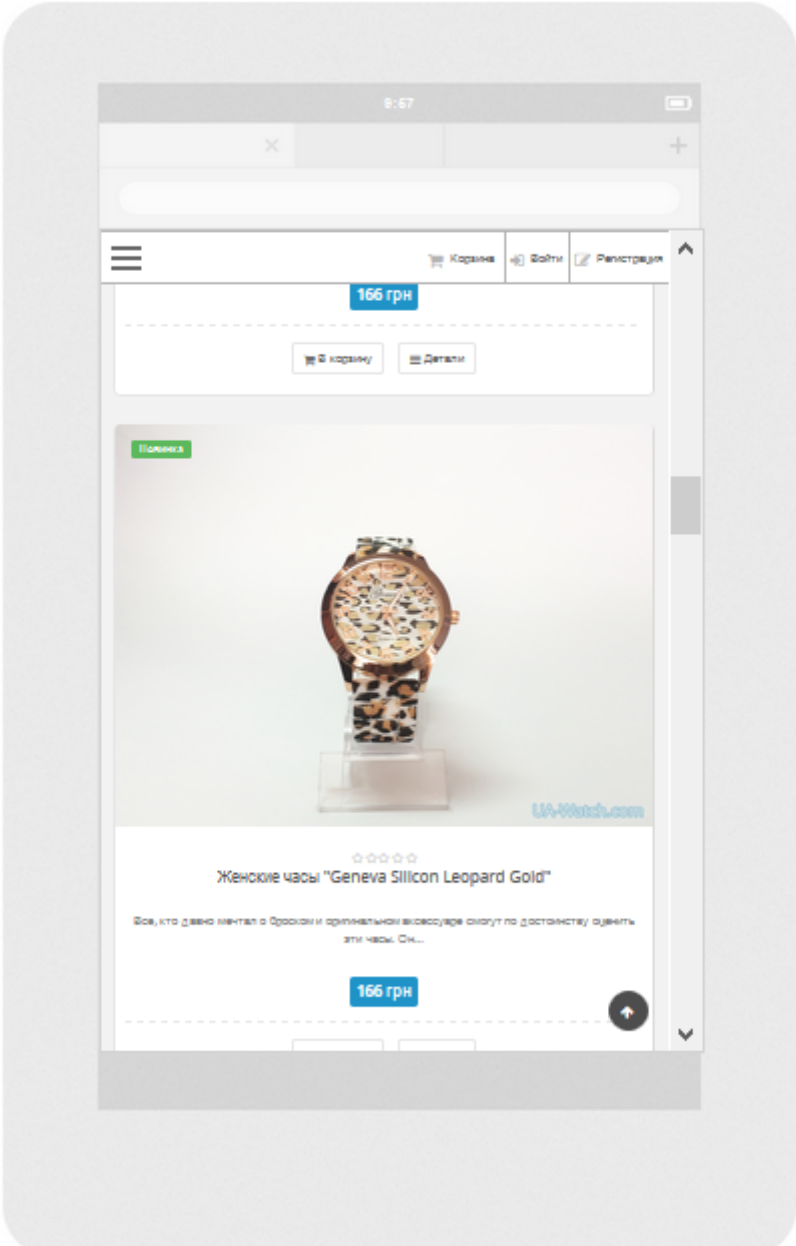 9:57
Корзина
Войти
Регистрация
166 грн
В корзину
Детали
Новинка
UA-Watch.com
Женские часы "Geneva Silicon Leopard Gold"
Все, кто давно мечтал о броском и оригинальном аксессуаре смогут по достоинству оценить
эти часы. Он...
166 грн